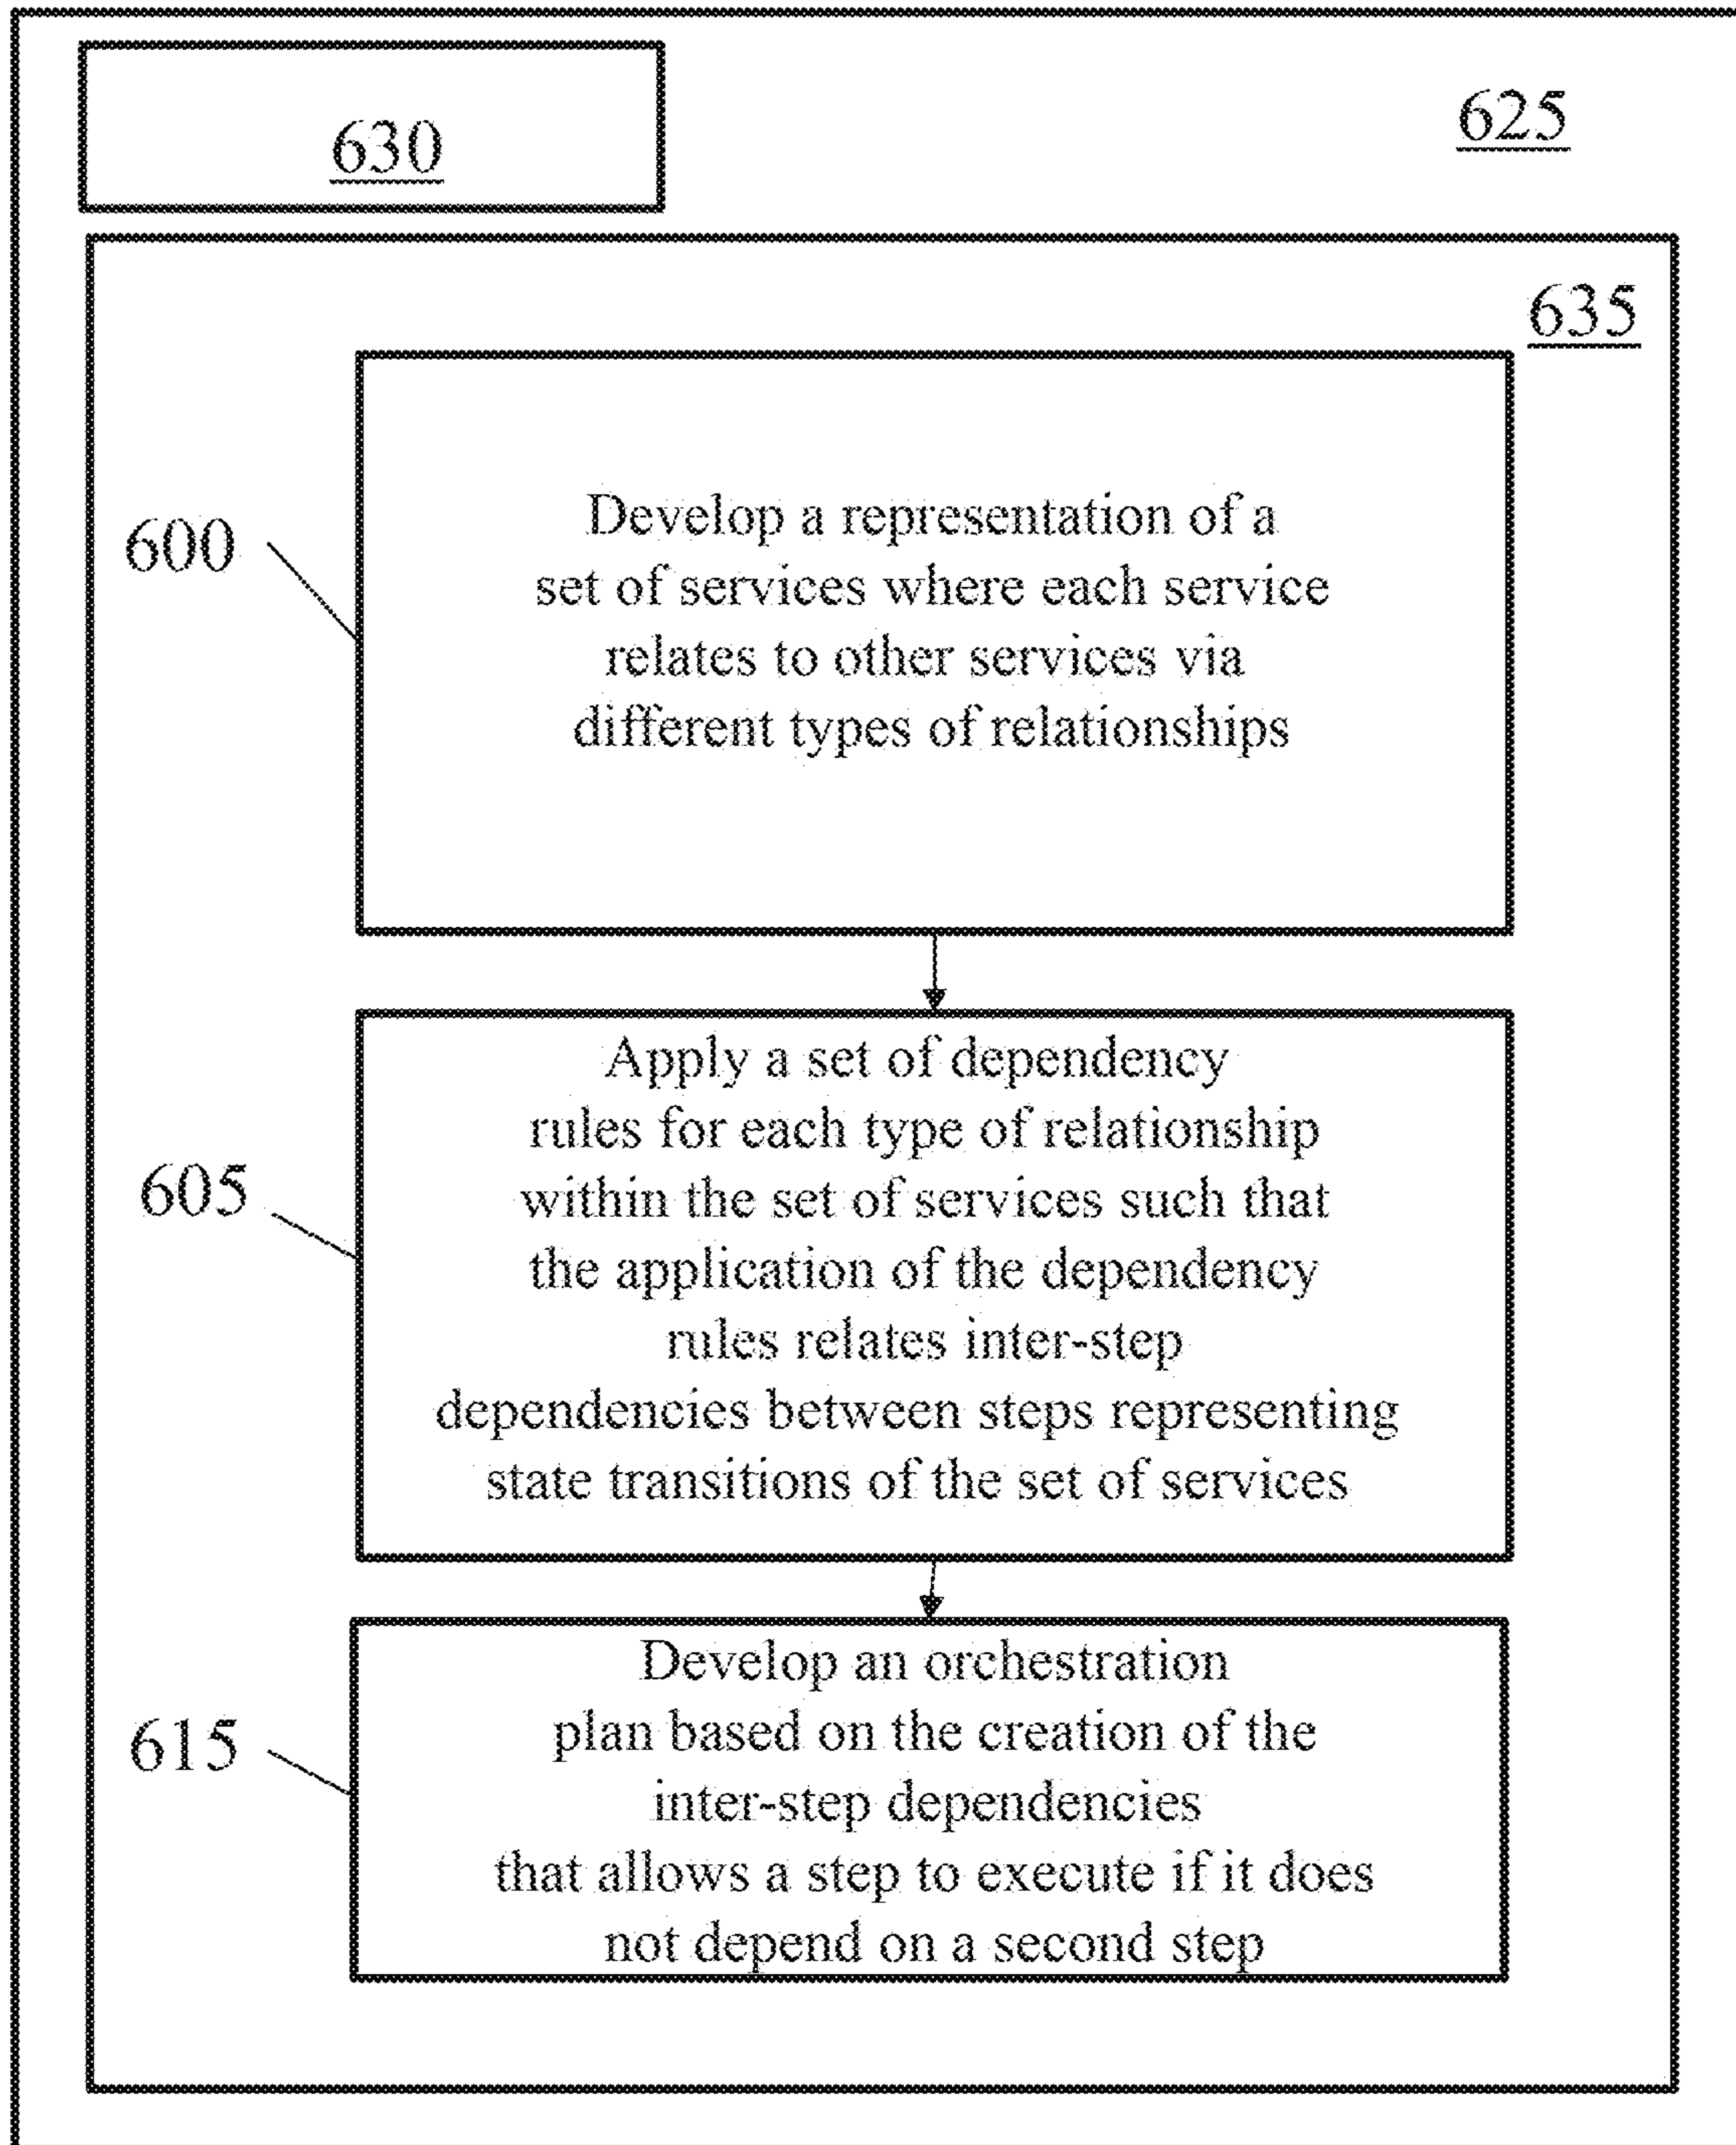 630
625
635
600
Develop a representation of a
set of services where each service
relates to other services via
different types of relationships
605
Apply a set of dependency
rules for each type of relationship
within the set of services such that
the application of the dependency
rules relates inter-step
dependencies between steps representing
state transitions of the set of services
615
Develop an orchestration
plan based on the creation of the
inter-step dependencies
that allows a step to execute if it does
not depend on a second step